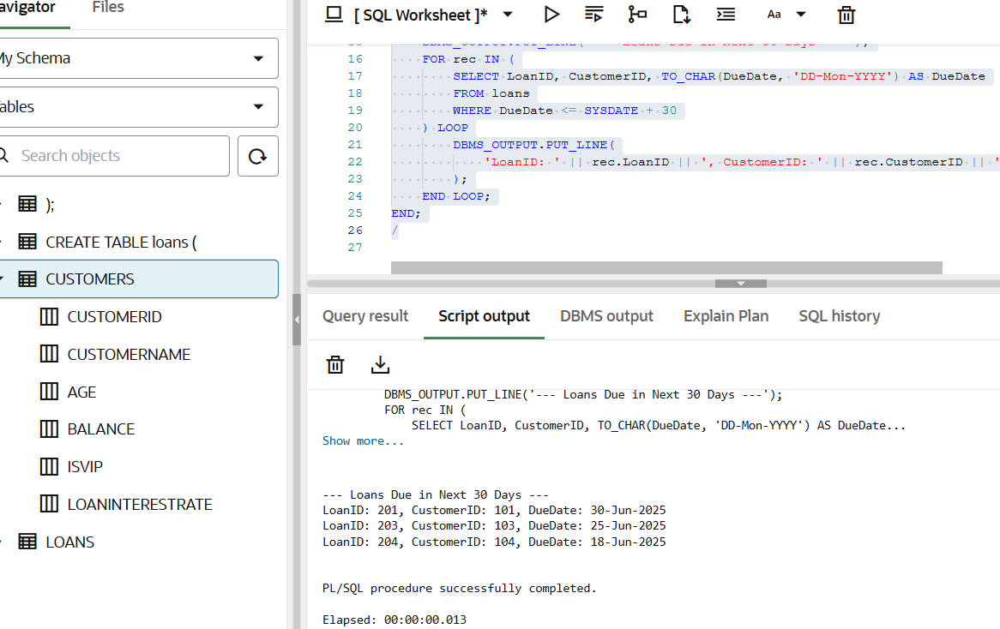 avigator
Files
My Schema
ables
Search objects
);
CREATE TABLE loans (
CUSTOMERS
CUSTOMERID
CUSTOMERNAME
AGE
BALANCE
ISVIP
LOANINTERESTRATE
LOANS
[ SQL Worksheet ]*
Aa
16 FOR rec IN (
17 SELECT LoanID, CustomerID, TO_CHAR(DueDate, 'DD-Mon-YYYY') AS DueDate
18 FROM loans
19 WHERE DueDate <= SYSDATE + 30
20 ) LOOP
21 DBMS_OUTPUT.PUT_LINE(
22 'LoanID: ' || rec.LoanID || ', CustomerID: ' || rec.CustomerID || '
23 );
24 END LOOP;
25 END;
26 /
27
Query result
Script output
DBMS output
Explain Plan
SQL history
DBMS_OUTPUT.PUT_LINE('--- Loans Due in Next 30 Days ---');
FOR rec IN (
SELECT LoanID, CustomerID, TO_CHAR(DueDate, 'DD-Mon-YYYY') AS DueDate...
Show more...
--- Loans Due in Next 30 Days ---
LoanID: 201, CustomerID: 101, DueDate: 30-Jun-2025
LoanID: 203, CustomerID: 103, DueDate: 25-Jun-2025
LoanID: 204, CustomerID: 104, DueDate: 18-Jun-2025
PL/SQL procedure successfully completed.
Elapsed: 00:00:00.013